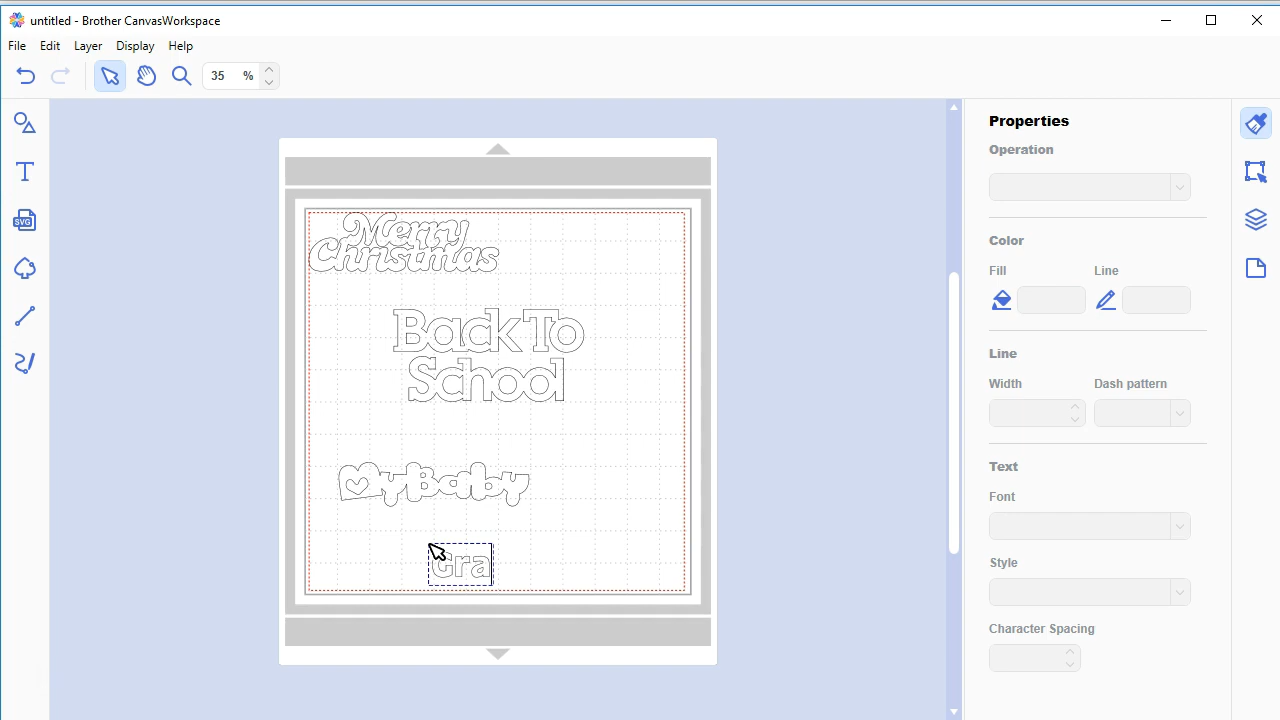 untitled - Brother CanvasWorkspace
File Edit Layer Display Help
35 %
SVG
Merry
Christmas
Back To
School
My Baby
Gra
Properties
Operation
Color
Fill Line
Line
Width Dash pattern
Text
Font
Style
Character Spacing